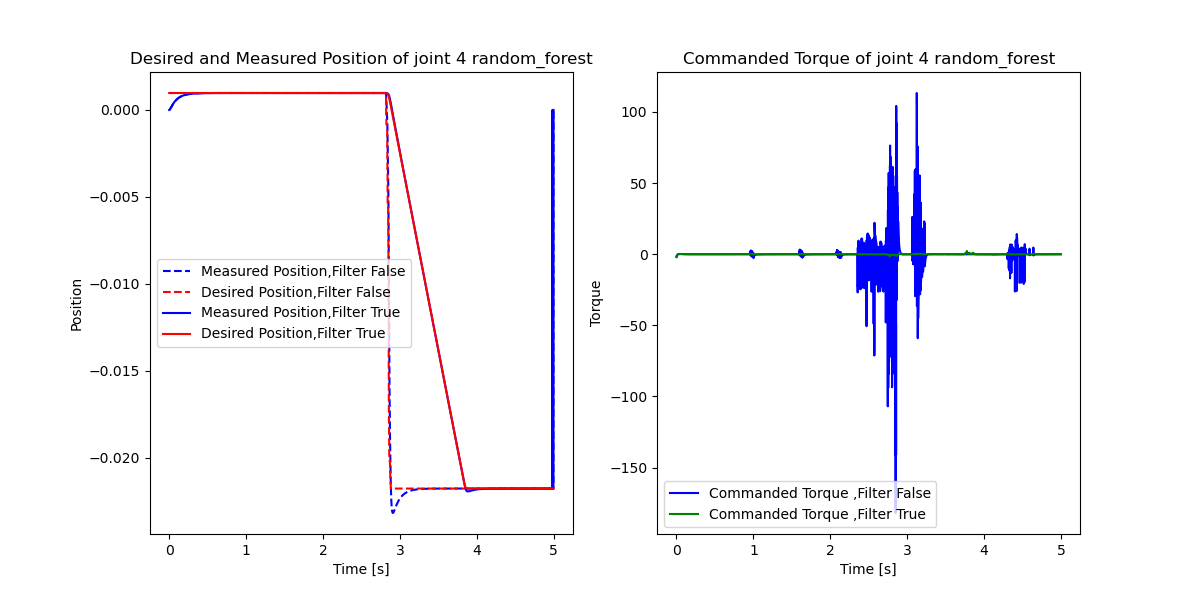 Desired and Measured Position of joint 4 random_forest
Position
0.000
−0.005
−0.010
−0.015
−0.020
Measured Position,Filter False
Desired Position,Filter False
Measured Position,Filter True
Desired Position,Filter True
0 1 2 3 4 5
Time [s]
Commanded Torque of joint 4 random_forest
Torque
100
50
0
−50
−100
−150
Commanded Torque ,Filter False
Commanded Torque ,Filter True
0 1 2 3 4 5
Time [s]